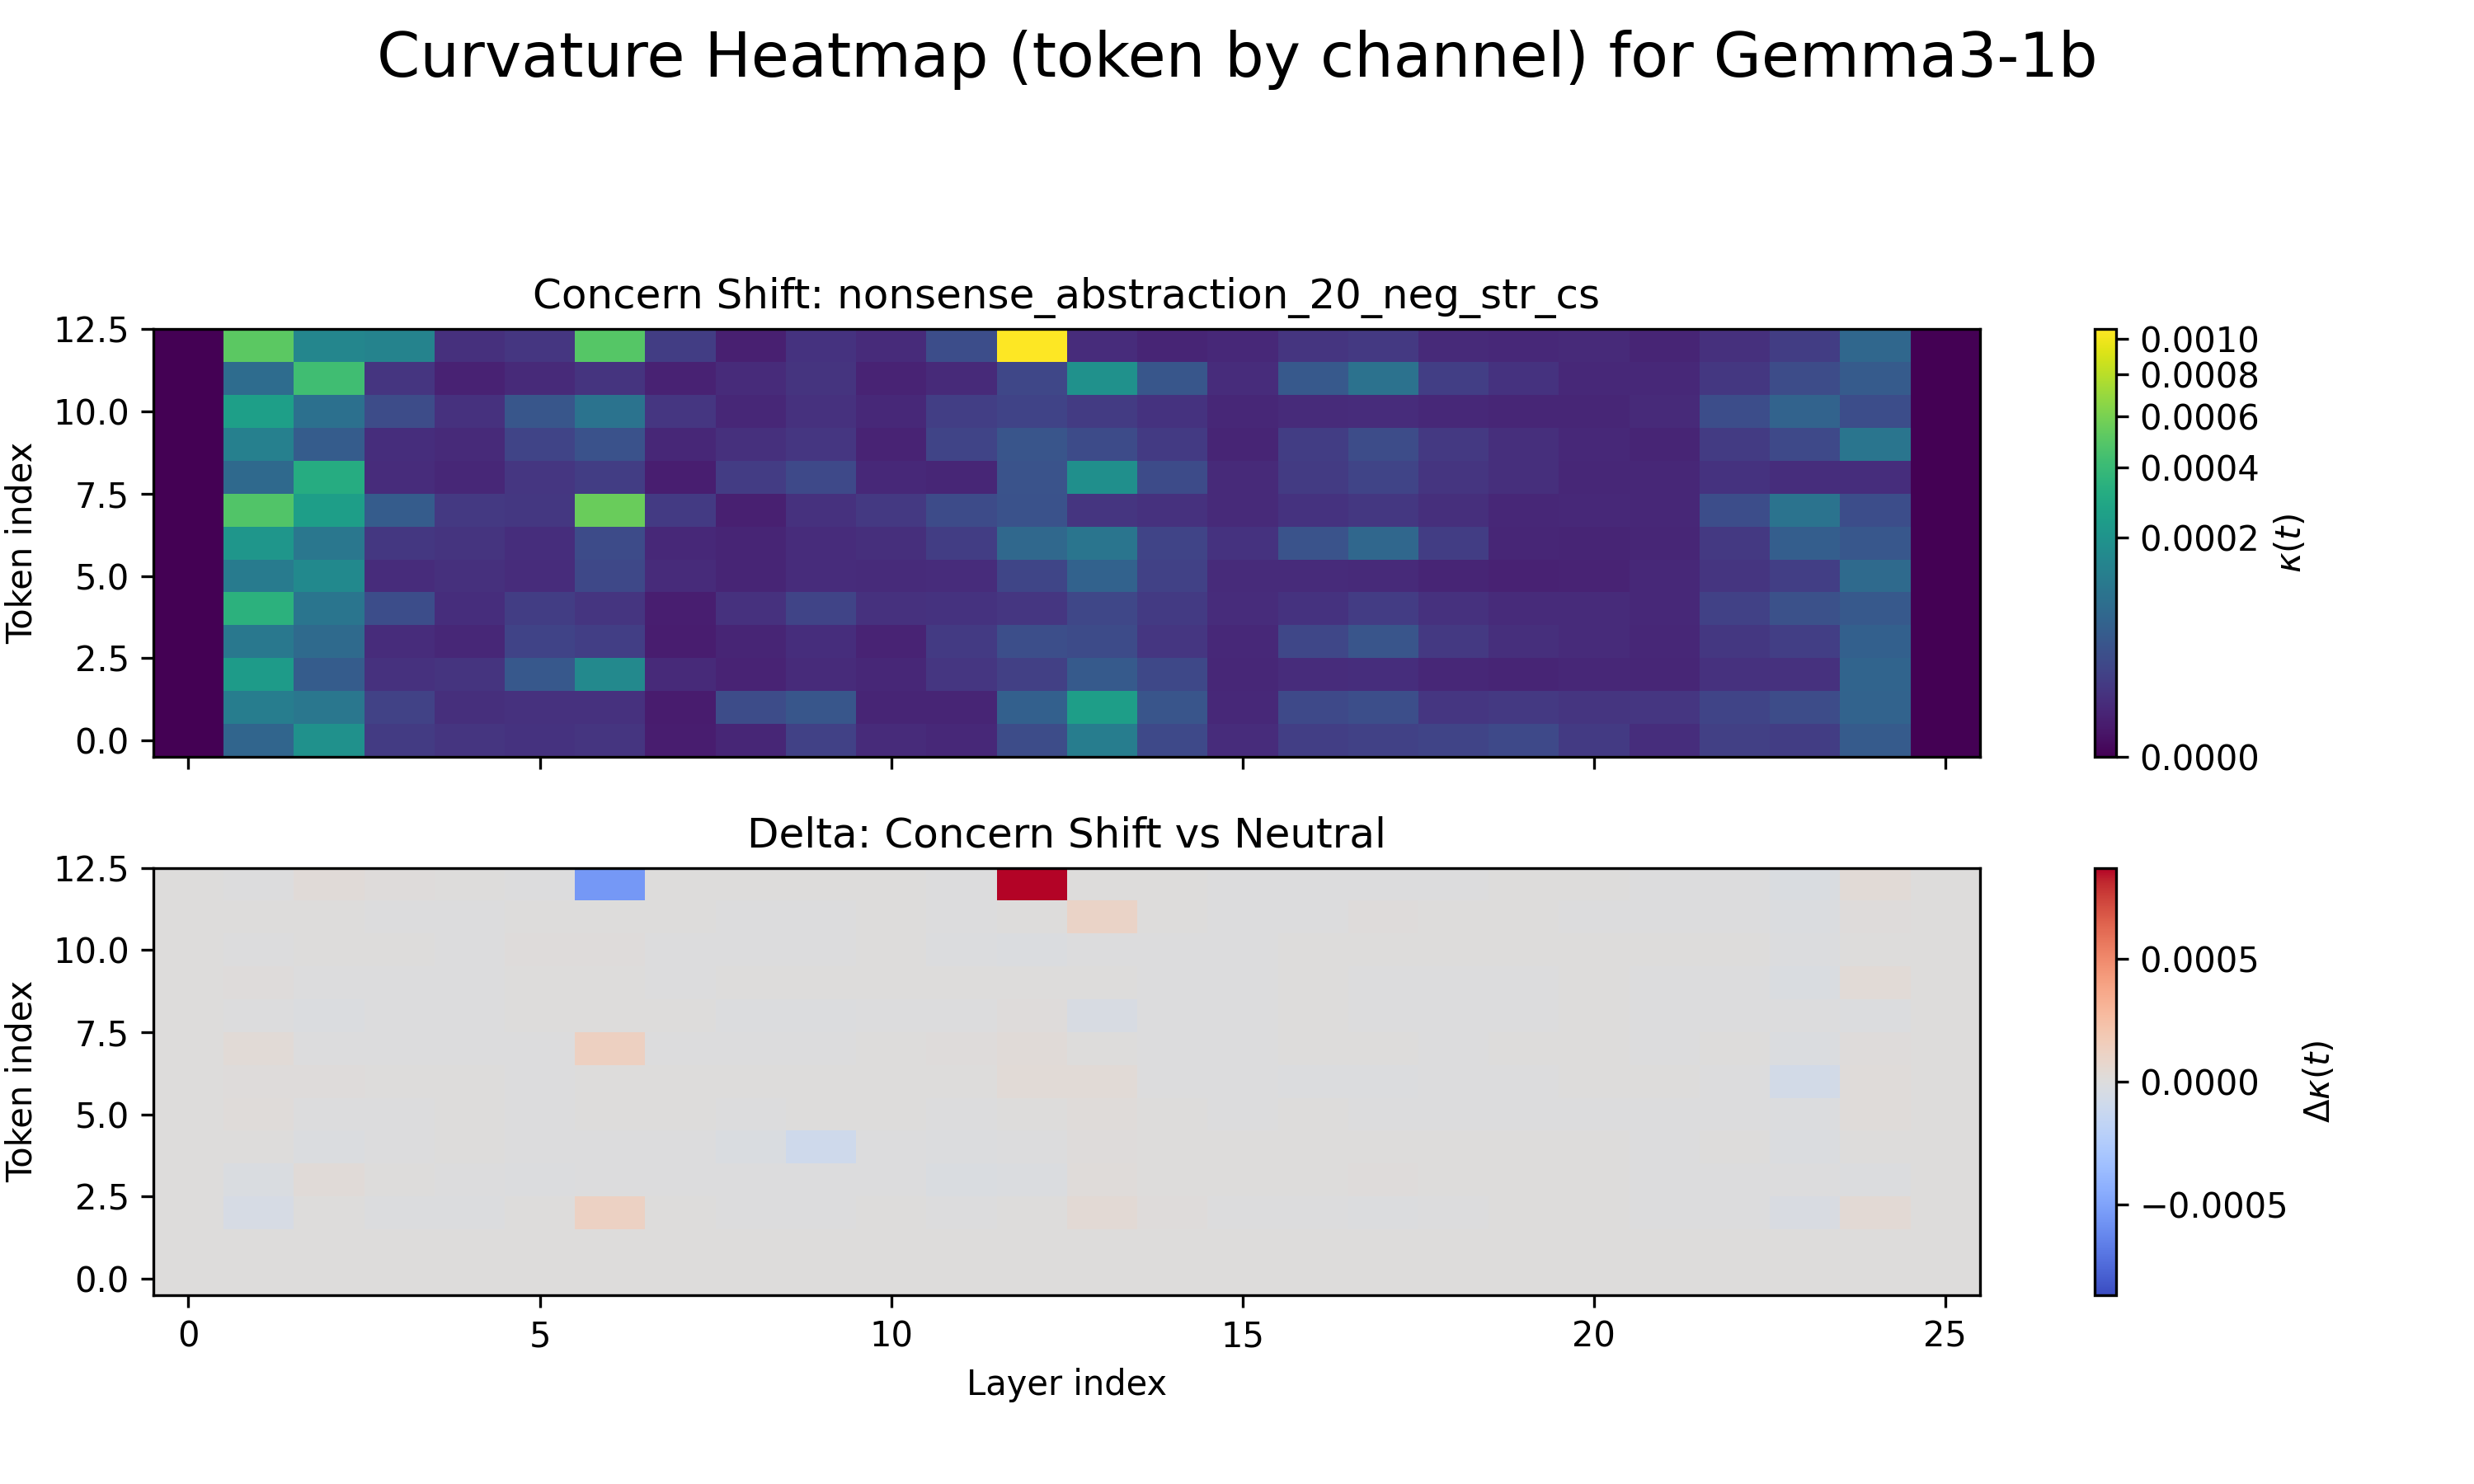 Curvature Heatmap (token by channel) for Gemma3-1b
Concern Shift: nonsense_abstraction_20_neg_str_cs
12.5
10.0
7.5
5.0
2.5
0.0
Token index
0.0010
0.0008
0.0006
0.0004
0.0002
0.0000
κ(t)
Delta: Concern Shift vs Neutral
12.5
10.0
7.5
5.0
2.5
0.0
Token index
0 5 10 15 20 25
Layer index
0.0005
0.0000
−0.0005
Δκ(t)